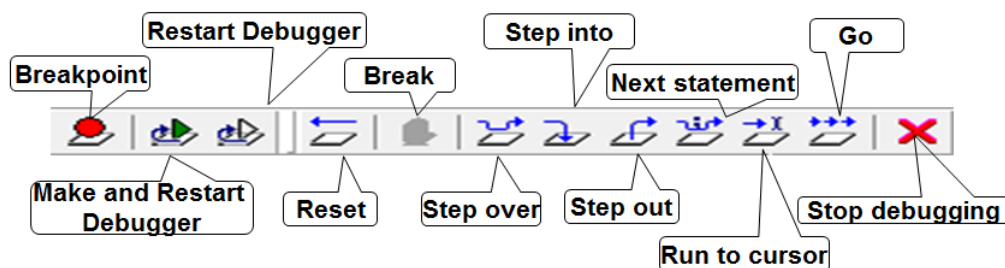 Restart Debugger
Step into
Go
Breakpoint
Break
Next statement
Make and Restart
Debugger
Reset
Step over
Step out
Stop debugging
Run to cursor